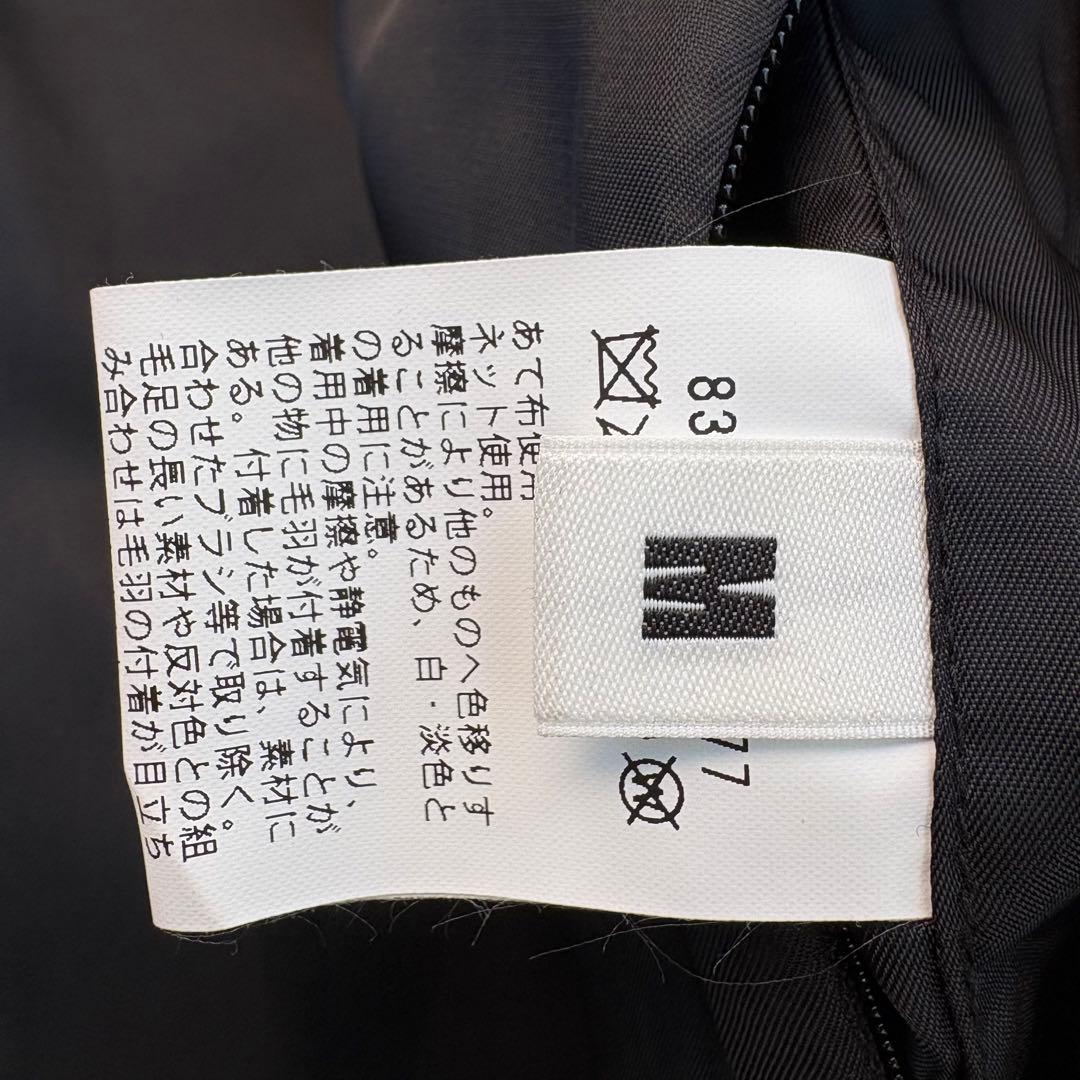 83
77
M
あて布使用
ネット使用。
摩擦により他のものへ色移りす
ることがあるため、白・淡色と
の着用に注意。
着用中の摩擦や静電気により、
他の物に毛羽が付着することが
ある。付着した場合は、素材に
合わせたブラシ等で取り除く。
毛足の長い素材や反対色との組
み合わせは毛羽の付着が目立ち